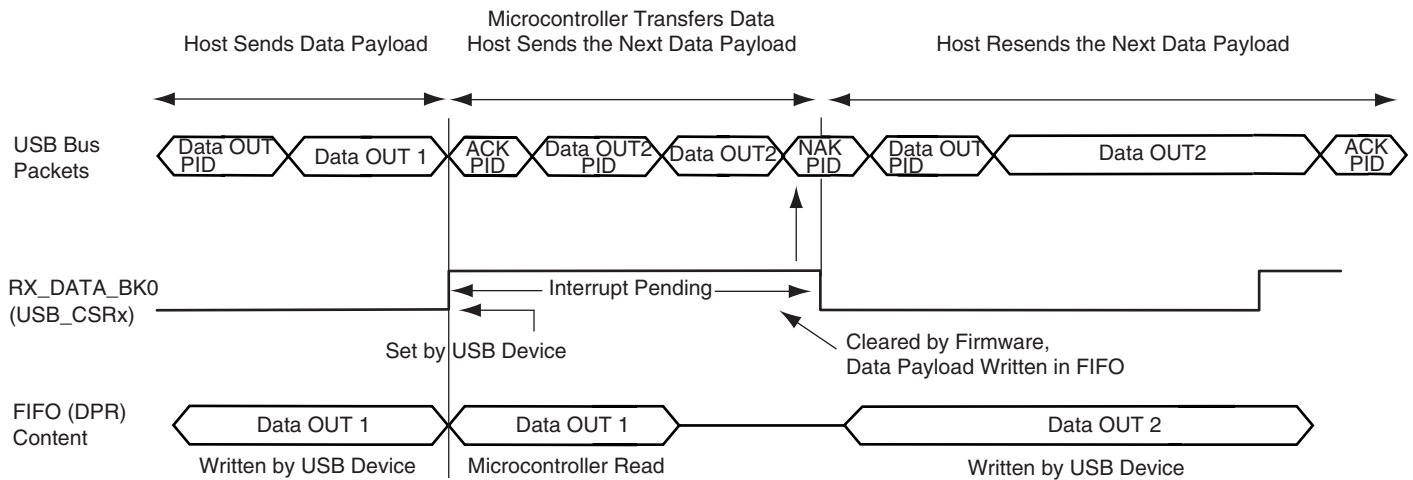 Microcontroller Transfers Data
Host Sends Data Payload
Host Sends the Next Data Payload
Host Resends the Next Data Payload
USB Bus
Packets
Data OUT
PID
Data OUT 1
ACK
PID
Data OUT2
PID
Data OUT2
NAK
PID
Data OUT
PID
Data OUT2
ACK
PID
RX_DATA_BK0
(USB_CSRx)
Interrupt Pending
Set by USB Device
Cleared by Firmware,
Data Payload Written in FIFO
FIFO (DPR)
Content
Data OUT 1
Data OUT 1
Data OUT 2
Written by USB Device
Microcontroller Read
Written by USB Device